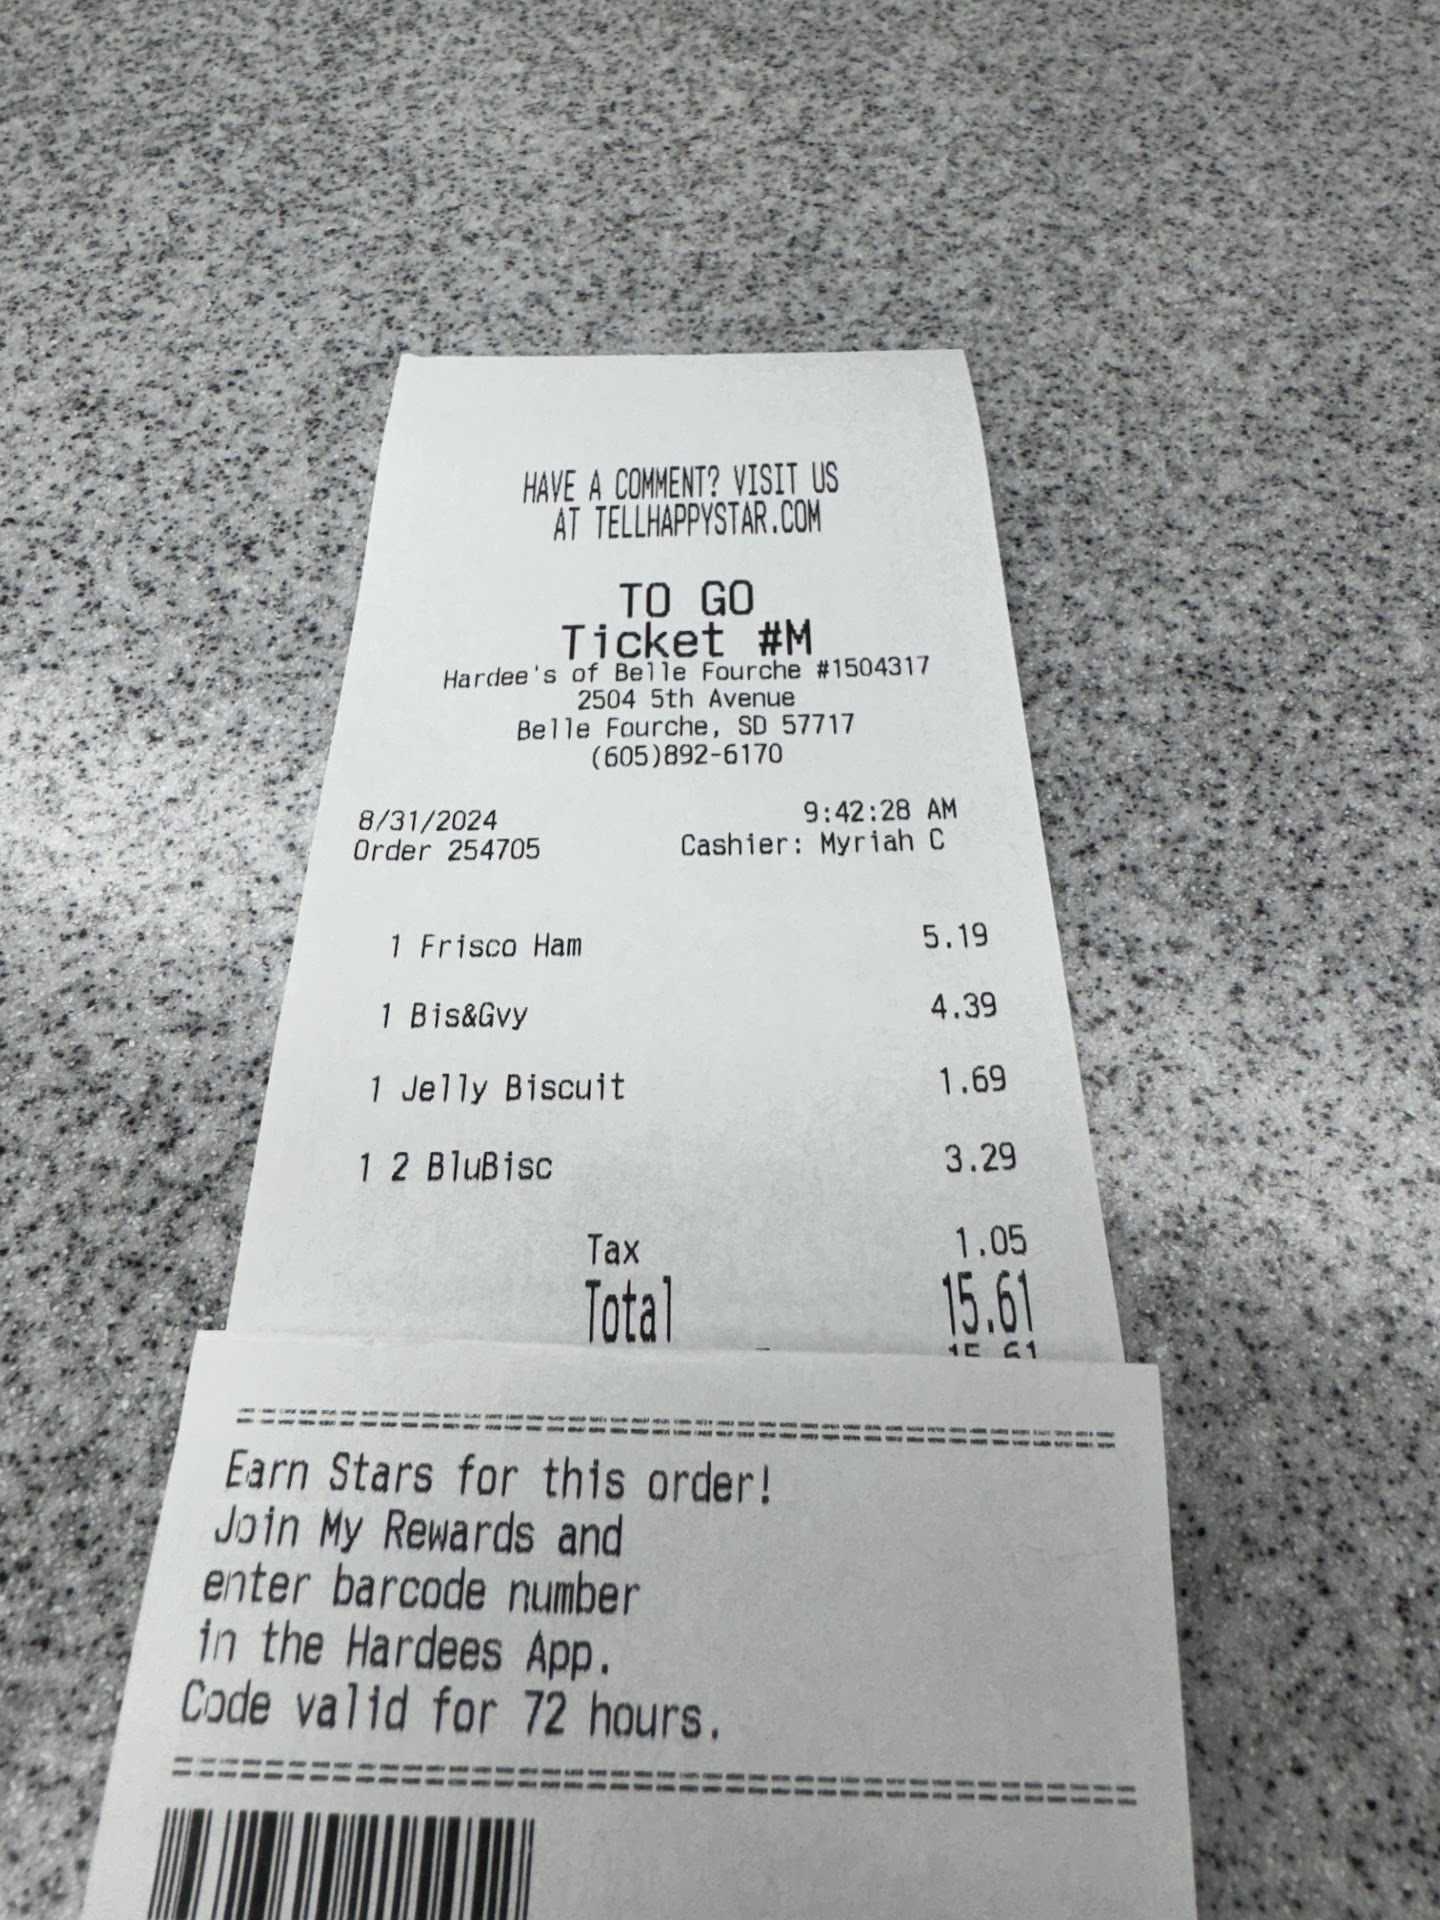 HAVE A COMMENT? VISIT US
AT TELLHAPPYSTAR.COM
TO GO
Ticket #M
Hardee's of Belle Fourche #1504317
2504 5th Avenue
Belle Fourche, SD 57717
(605)892-6170
8/31/2024 9:42:28 AM
Order 254705 Cashier: Myriah C
1 Frisco Ham 5.19
1 Bis&Gvy 4.39
1 Jelly Biscuit 1.69
1 2 BluBisc 3.29
Tax 1.05
Total 15.61
15.61
Earn Stars for this order!
Join My Rewards and
enter barcode number
in the Hardees App.
Code valid for 72 hours.